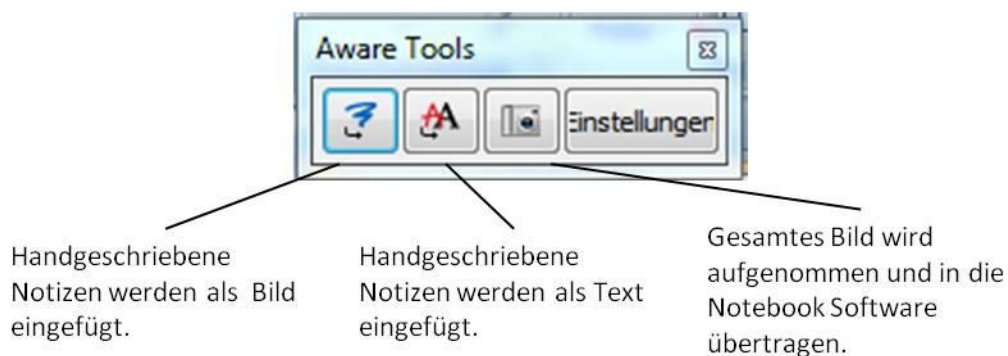 Aware Tools
Einstellungen
Handgeschriebene
Notizen werden als Bild
eingefügt.
Handgeschriebene
Notizen werden als Text
eingefügt.
Gesamtes Bild wird
aufgenommen und in die
Notebook Software
übertragen.